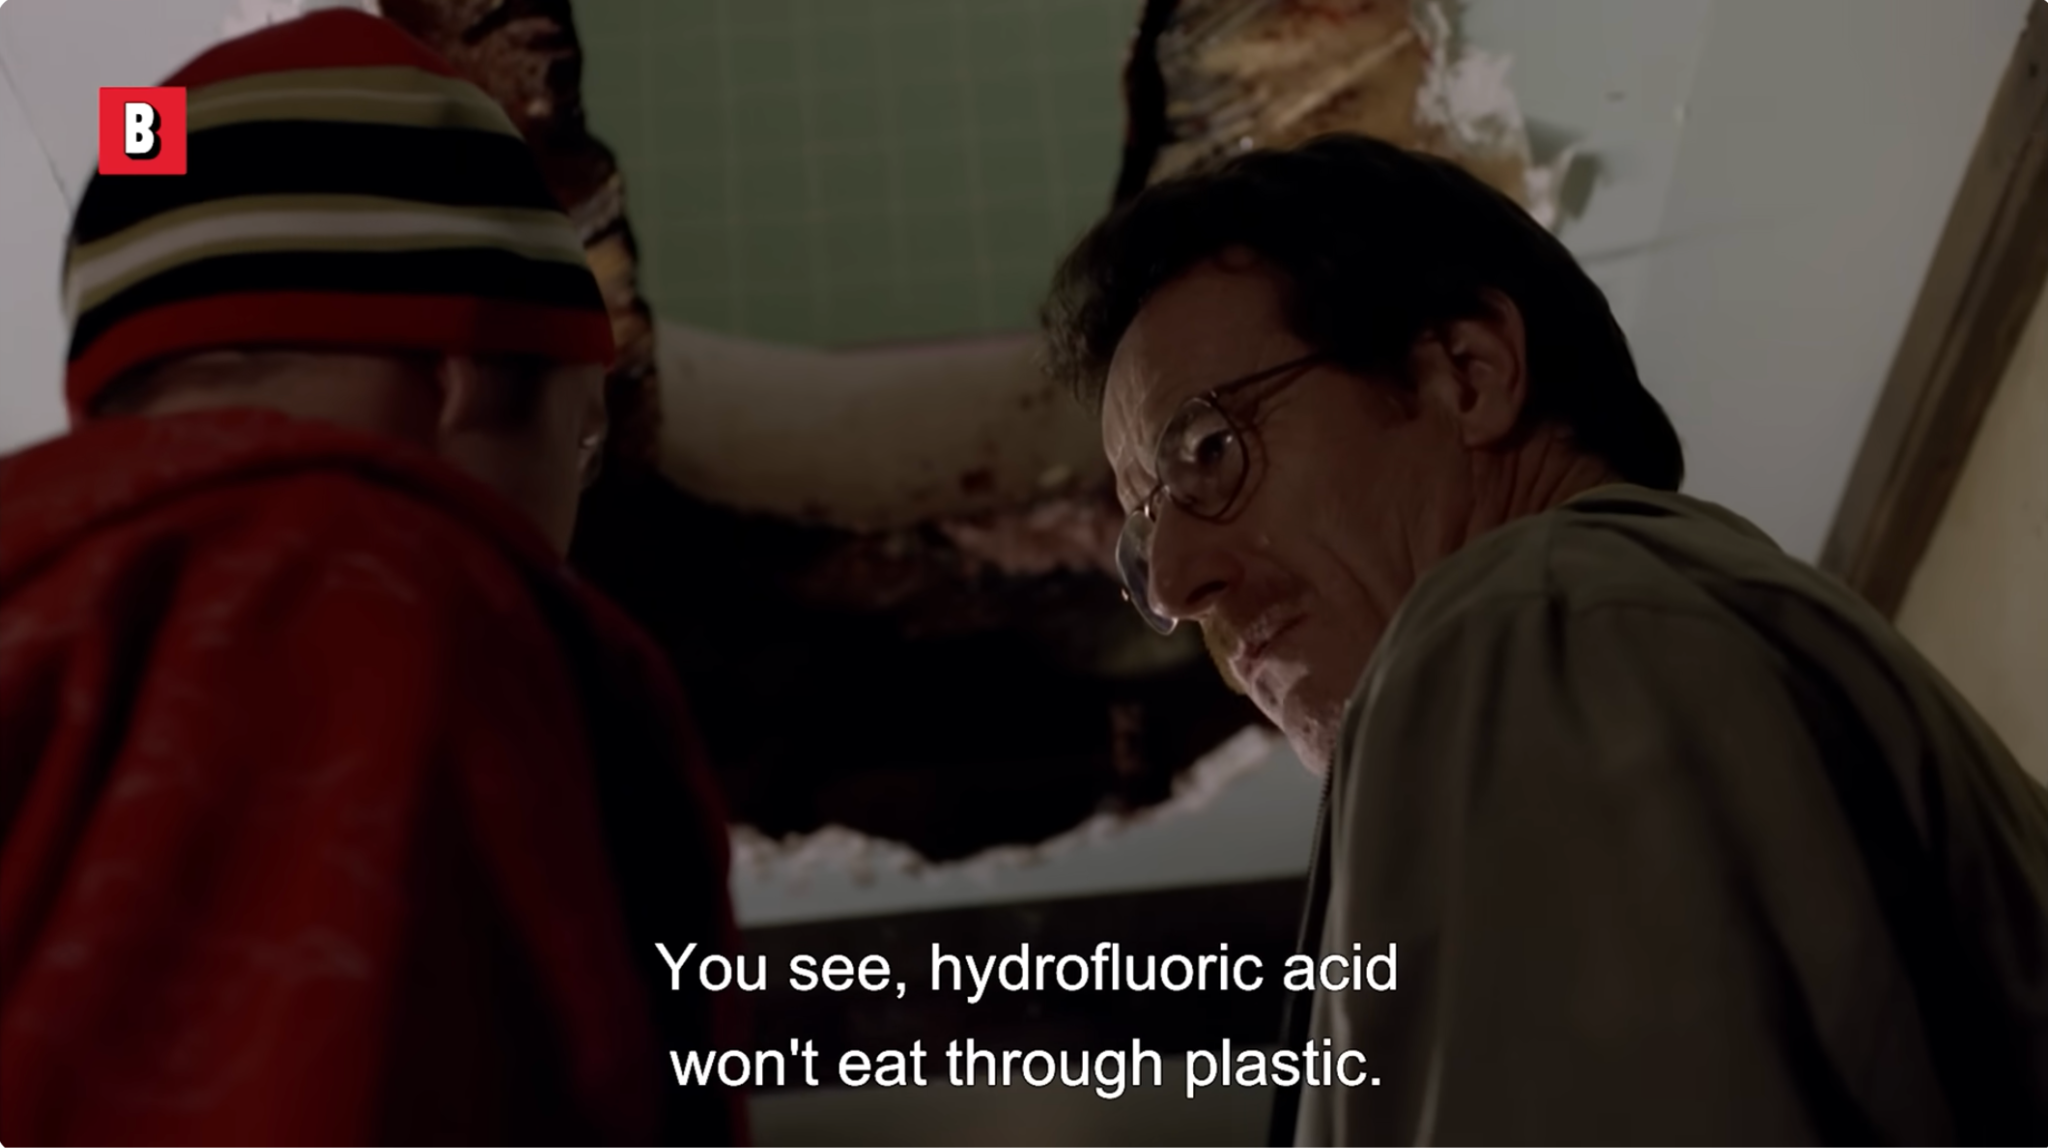 B
You see, hydrofluoric acid
won't eat through plastic.